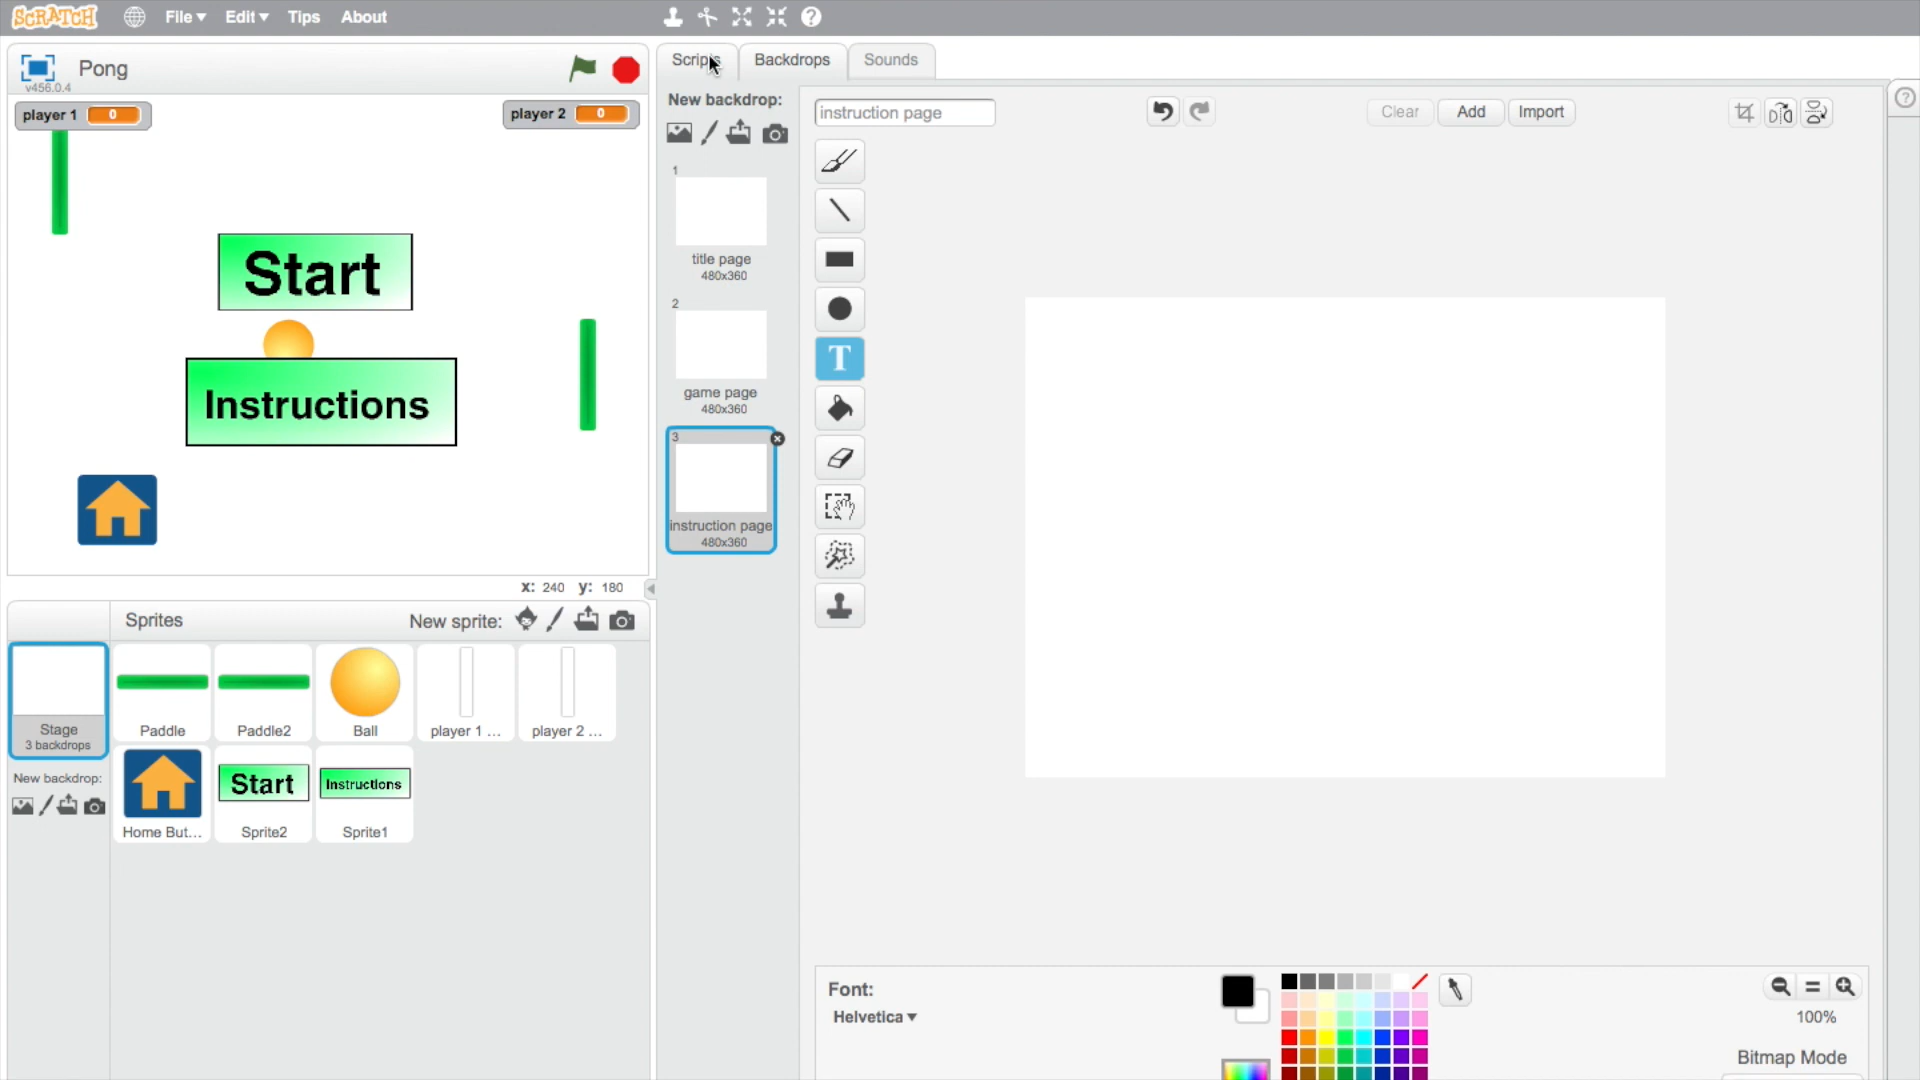 SCRATCH File Edit Tips About
Pong
v456.0.4
Scripts Backdrops Sounds
player 1 0
player 2 0
New backdrop:
instruction page
Clear Add Import
1
title page
480x360
2
game page
480x360
3
instruction page
480x360
Start
Instructions
T
x: 240 y: 180
Sprites
New sprite:
Stage
3 backdrops
New backdrop:
Paddle
Paddle2
Ball
player 1 ...
player 2 ...
Home But...
Start
Sprite2
Instructions
Sprite1
Font:
Helvetica
100%
Bitmap Mode